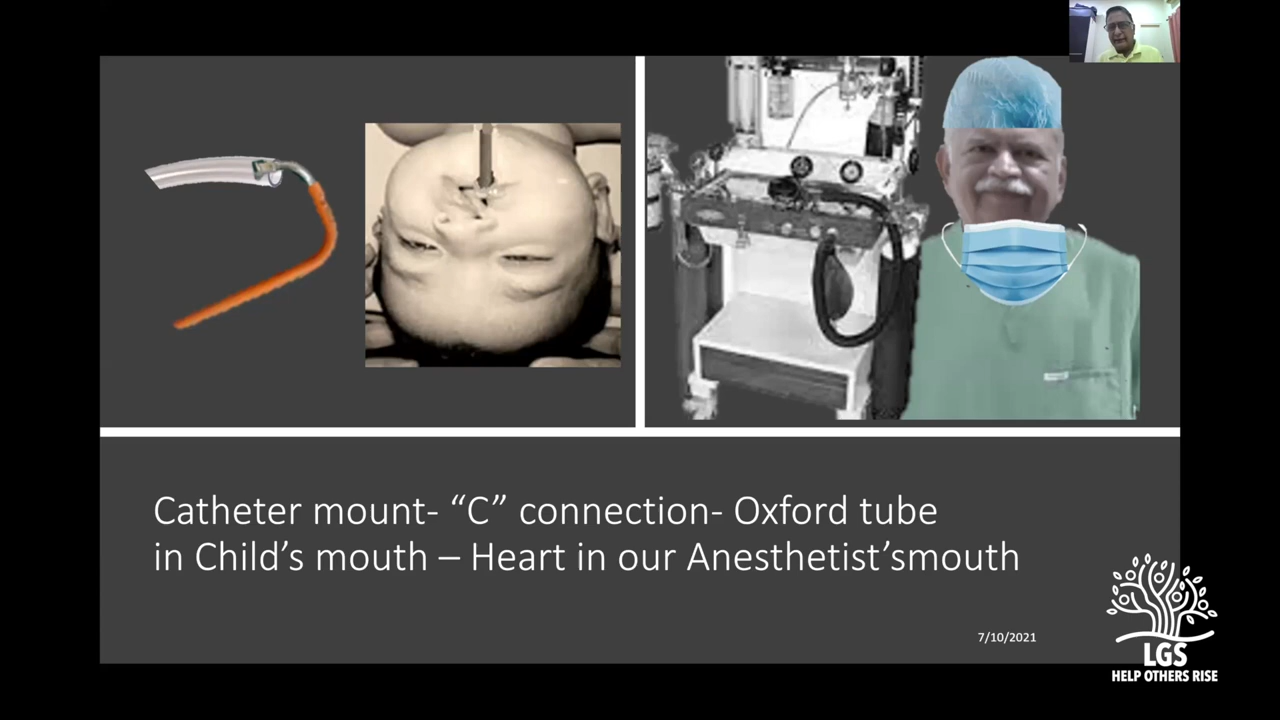 Catheter mount- “C” connection- Oxford tube
in Child’s mouth – Heart in our Anesthetist’smouth
7/10/2021
LGS
HELP OTHERS RISE